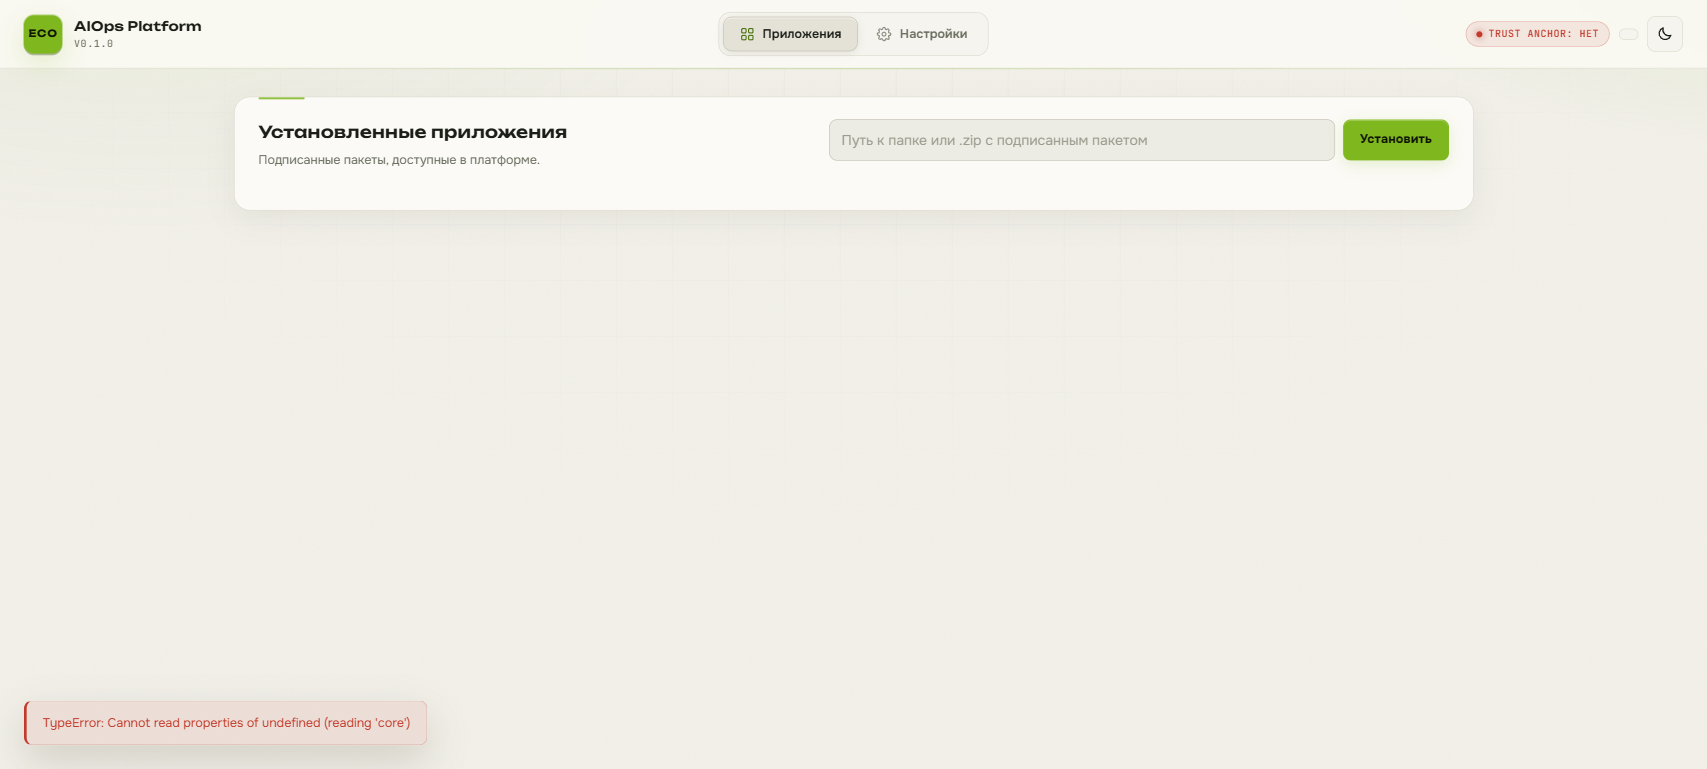 ECO
AIOps Platform
V0.1.0
Приложения
Настройки
TRUST ANCHOR: НЕТ
Установленные приложения
Подписанные пакеты, доступные в платформе.
Путь к папке или .zip с подписанным пакетом
Установить
TypeError: Cannot read properties of undefined (reading 'core')